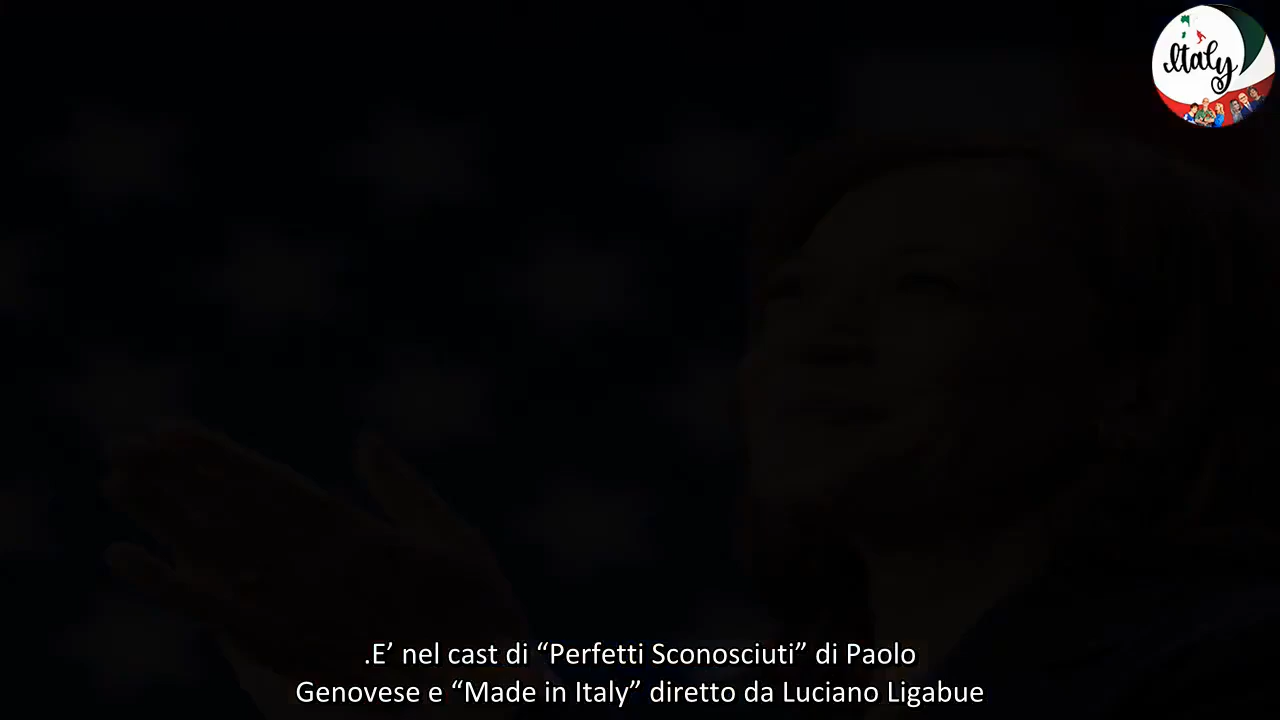 Italy
.E’ nel cast di “Perfetti Sconosciuti” di Paolo
Genovese e “Made in Italy” diretto da Luciano Ligabue